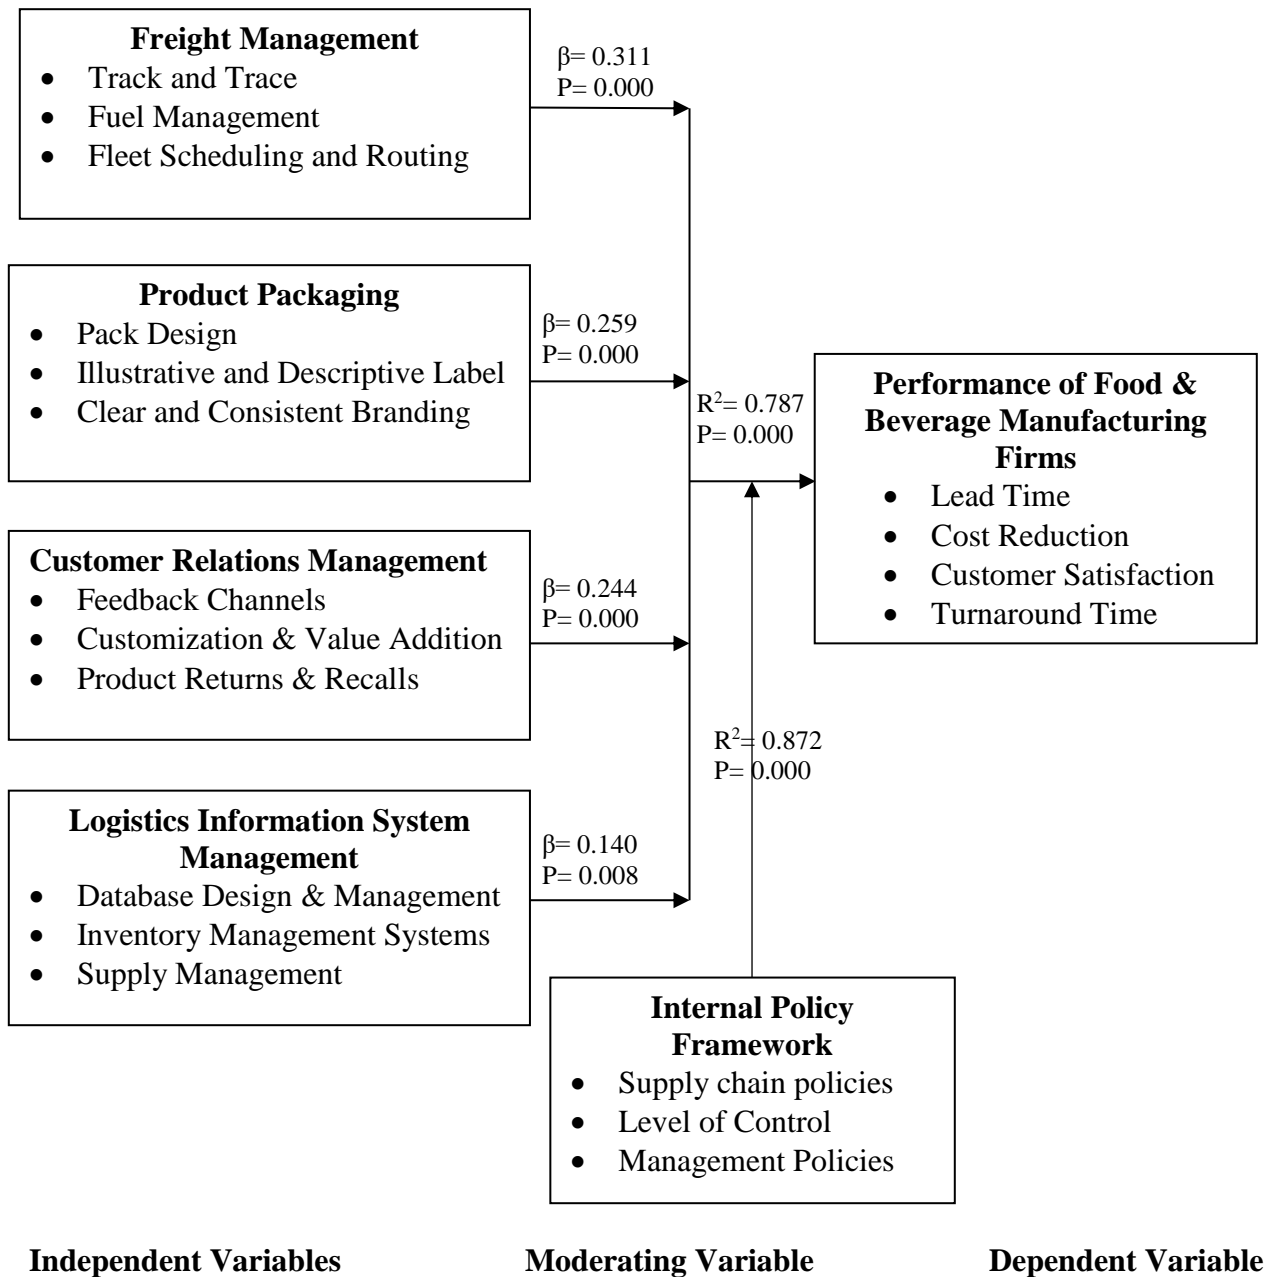 Freight Management
• Track and Trace
• Fuel Management
• Fleet Scheduling and Routing
β= 0.311
P= 0.000
Product Packaging
• Pack Design
• Illustrative and Descriptive Label
• Clear and Consistent Branding
β= 0.259
P= 0.000
R²= 0.787
P= 0.000
Performance of Food &
Beverage Manufacturing
Firms
• Lead Time
• Cost Reduction
• Customer Satisfaction
• Turnaround Time
Customer Relations Management
• Feedback Channels
• Customization & Value Addition
• Product Returns & Recalls
β= 0.244
P= 0.000
R²= 0.872
P= 0.000
Logistics Information System
Management
• Database Design & Management
• Inventory Management Systems
• Supply Management
β= 0.140
P= 0.008
Internal Policy
Framework
• Supply chain policies
• Level of Control
• Management Policies
Independent Variables
Moderating Variable
Dependent Variable